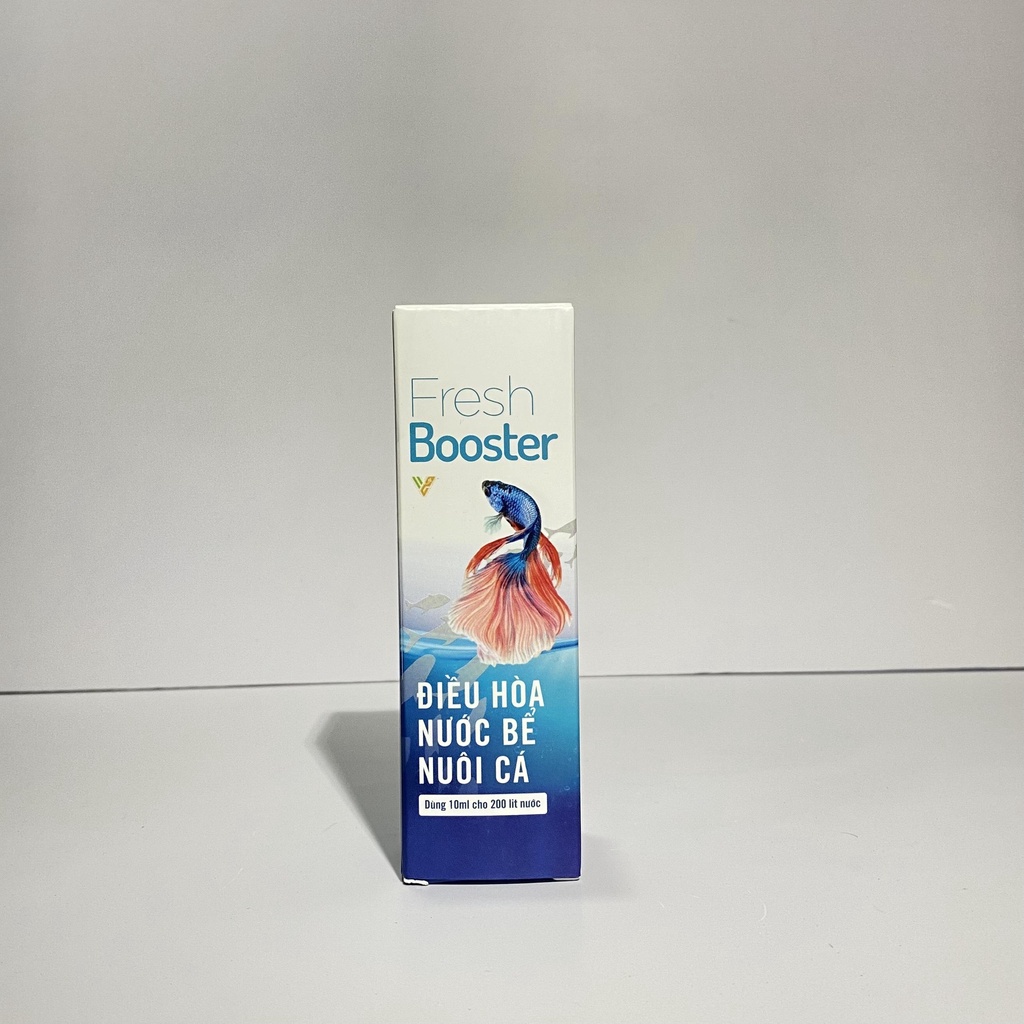 Fresh
Booster
ĐIỀU HÒA
NƯỚC BỂ
NUÔI CÁ
Dùng 10ml cho 200 lít nước